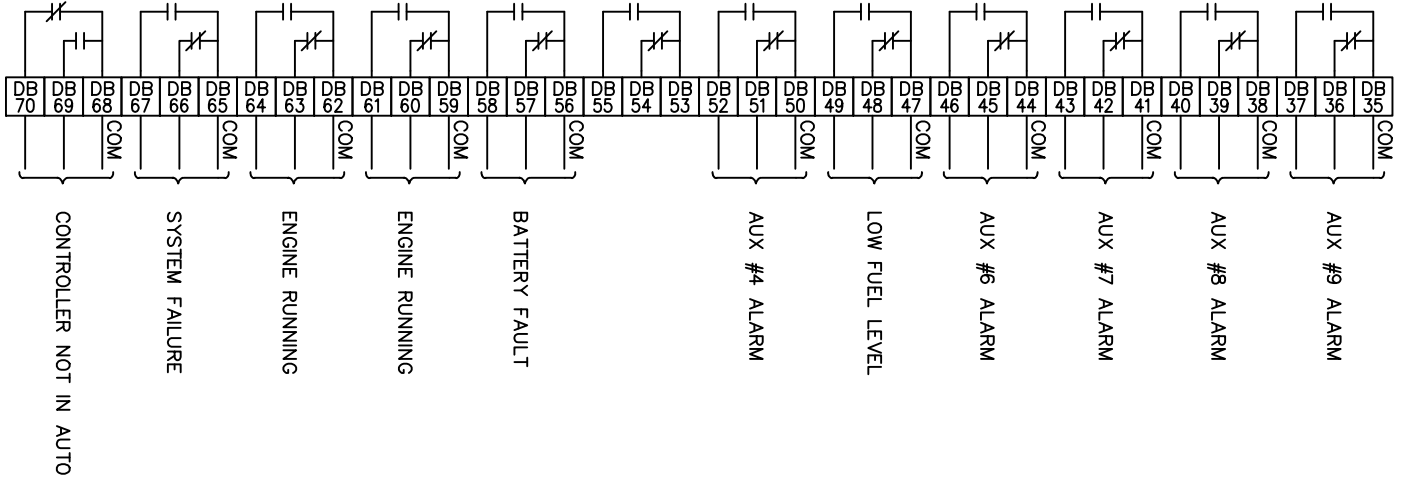 DB 70
DB 69
DB 68
DB 67
DB 66
DB 65
DB 64
DB 63
DB 62
DB 61
DB 60
DB 59
DB 58
DB 57
DB 56
DB 55
DB 54
DB 53
DB 52
DB 51
DB 50
DB 49
DB 48
DB 47
DB 46
DB 45
DB 44
DB 43
DB 42
DB 41
DB 40
DB 39
DB 38
DB 37
DB 36
DB 35
COM
COM
COM
COM
COM
COM
COM
COM
COM
COM
COM
CONTROLLER NOT IN AUTO
SYSTEM FAILURE
ENGINE RUNNING
ENGINE RUNNING
BATTERY FAULT
AUX #4 ALARM
LOW FUEL LEVEL
AUX #6 ALARM
AUX #7 ALARM
AUX #8 ALARM
AUX #9 ALARM